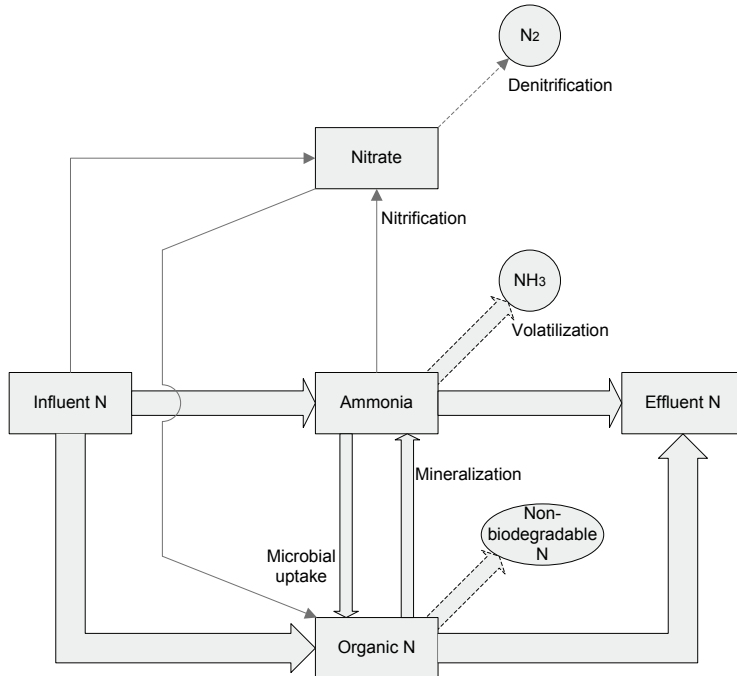 N2
Denitrification
Nitrate
Nitrification
NH3
Volatilization
Influent N
Ammonia
Effluent N
Mineralization
Non-
biodegradable
N
Microbial
uptake
Organic N